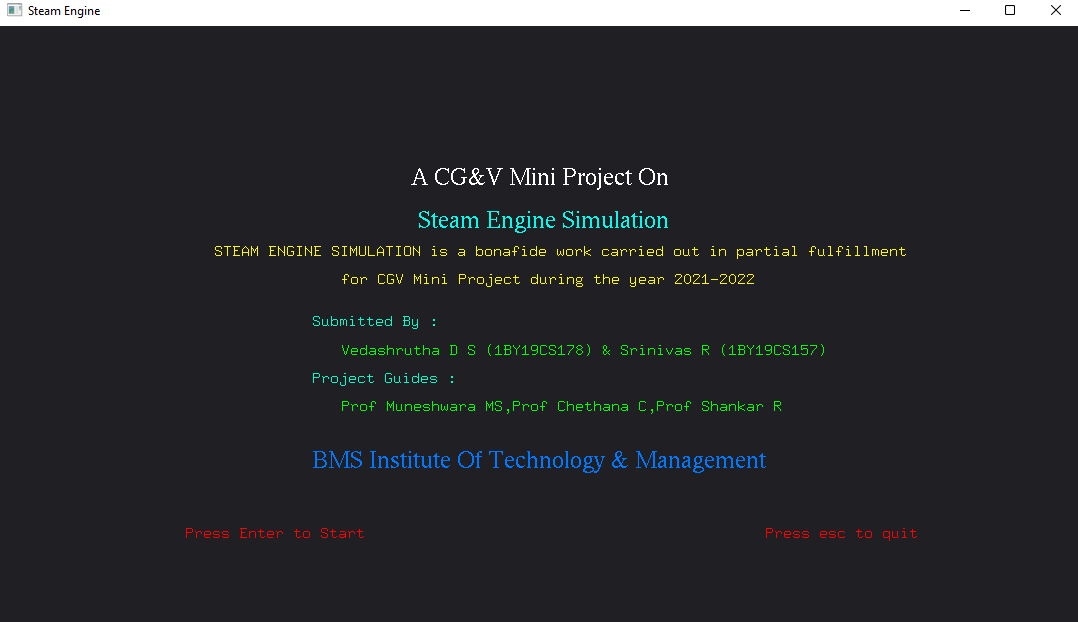 Steam Engine
A CG&V Mini Project On
Steam Engine Simulation
STEAM ENGINE SIMULATION is a bonafide work carried out in partial fulfillment
for CGV Mini Project during the year 2021-2022
Submitted By :
Vedashrutha D S (1BY19CS178) & Srinivas R (1BY19CS157)
Project Guides :
Prof Muneshwara MS,Prof Chethana C,Prof Shankar R
BMS Institute Of Technology & Management
Press Enter to Start
Press esc to quit